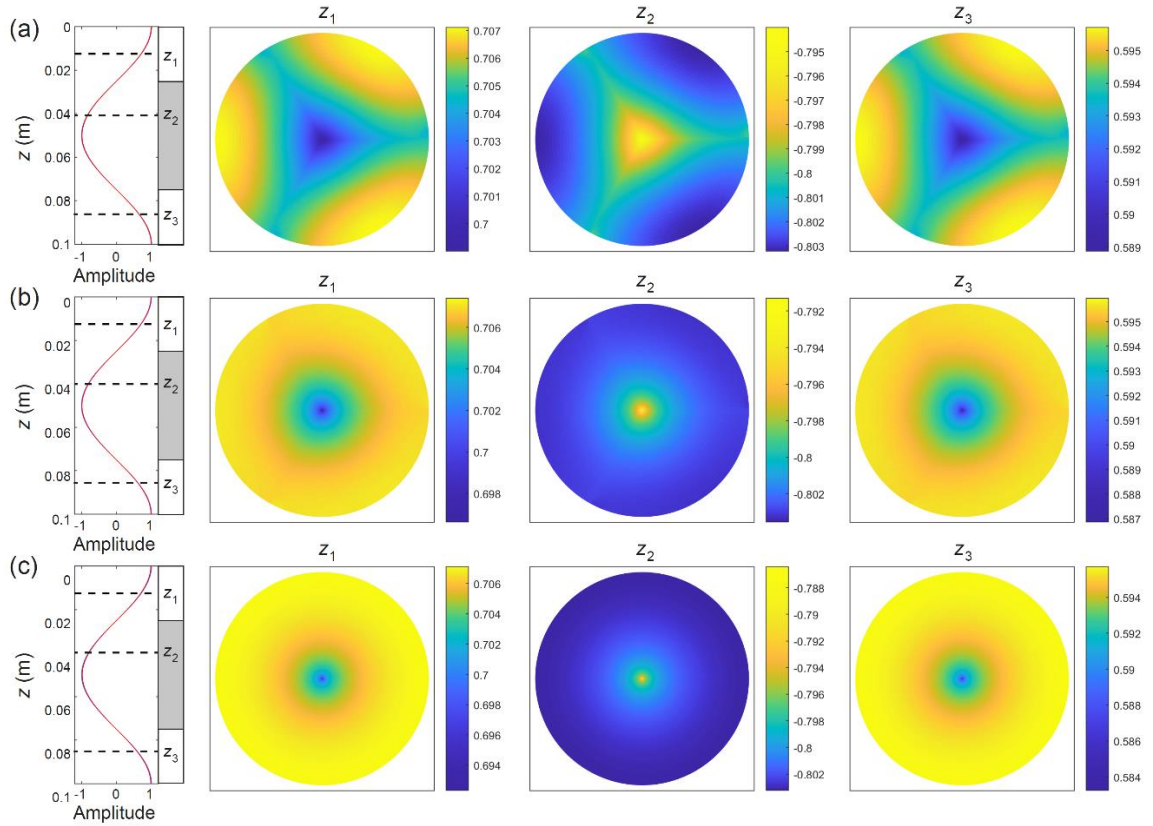 (a)
z1
z2
z3
0
0.02
0.04
0.06
0.08
0.1
z (m)
-1 0 1
Amplitude
z1
z2
z3
0.707
0.706
0.705
0.704
0.703
0.702
0.701
0.7
-0.795
-0.796
-0.797
-0.798
-0.799
-0.8
-0.801
-0.802
-0.803
0.595
0.594
0.593
0.592
0.591
0.59
0.589
(b)
z1
z2
z3
0
0.02
0.04
0.06
0.08
0.1
z (m)
-1 0 1
Amplitude
z1
z2
z3
0.706
0.704
0.702
0.7
0.698
-0.792
-0.794
-0.796
-0.798
-0.8
-0.802
0.595
0.594
0.593
0.592
0.591
0.59
0.589
0.588
0.587
(c)
z1
z2
z3
0
0.02
0.04
0.06
0.08
0.1
z (m)
-1 0 1
Amplitude
z1
z2
z3
0.706
0.704
0.702
0.7
0.698
0.696
0.694
-0.788
-0.79
-0.792
-0.794
-0.796
-0.798
-0.8
-0.802
0.594
0.592
0.59
0.588
0.586
0.584